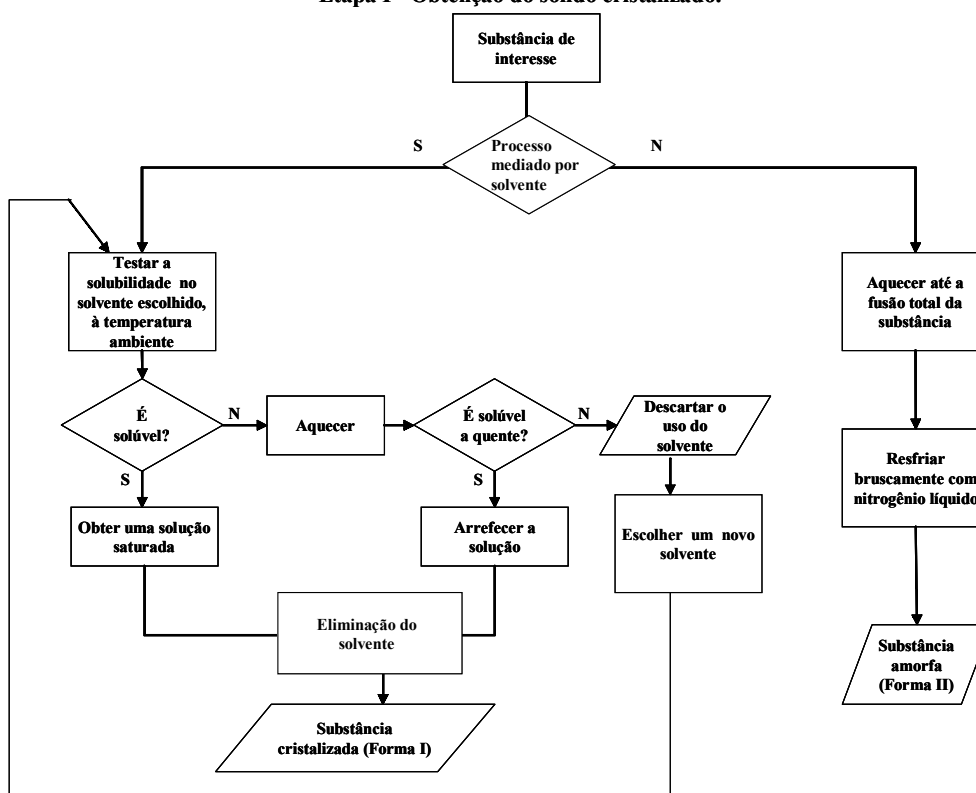 Etapa 1 - Obtenção do sólido cristalizado.
Substância de
interesse
S
Processo
mediado por
solvente
N
Testar a
solubilidade no
solvente escolhido,
à temperatura
ambiente
Aquecer até a
fusão total da
substância
É
solúvel?
N
Aquecer
É solúvel
a quente?
N
Descartar o
uso do
solvente
S
S
Resfriar
bruscamente com
nitrogênio líquido
Obter uma solução
saturada
Arrefecer a
solução
Escolher um novo
solvente
Eliminação do
solvente
Substância
amorfa
(Forma II)
Substância
cristalizada (Forma I)